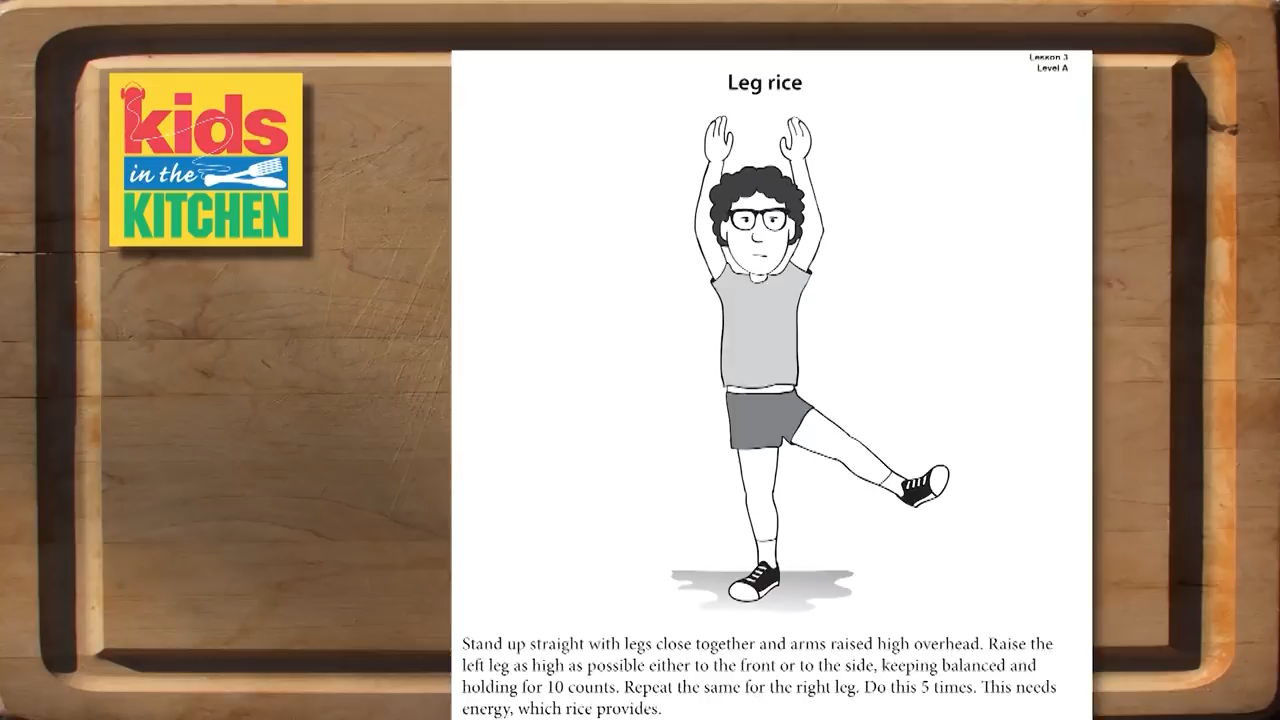 kids
in the
KITCHEN
Lesson 3
Level A
Leg rice
Stand up straight with legs close together and arms raised high overhead. Raise the
left leg as high as possible either to the front or to the side, keeping balanced and
holding for 10 counts. Repeat the same for the right leg. Do this 5 times. This needs
energy, which rice provides.